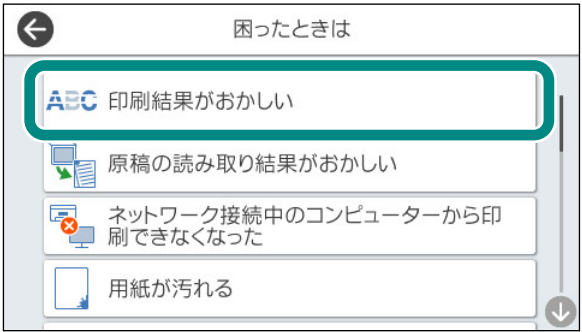 困ったときは
ABC 印刷結果がおかしい
原稿の読み取り結果がおかしい
ネットワーク接続中のコンピューターから印
刷できなくなった
用紙が汚れる